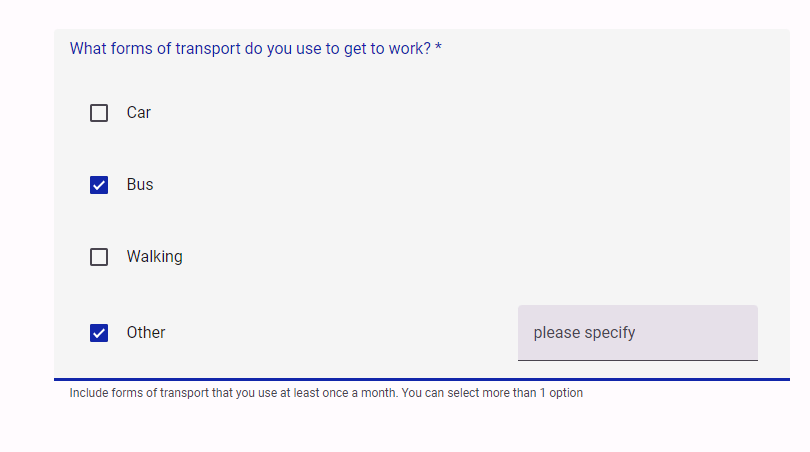 What forms of transport do you use to get to work? *
Car
Bus
Walking
Other
please specify
Include forms of transport that you use at least once a month. You can select more than 1 option